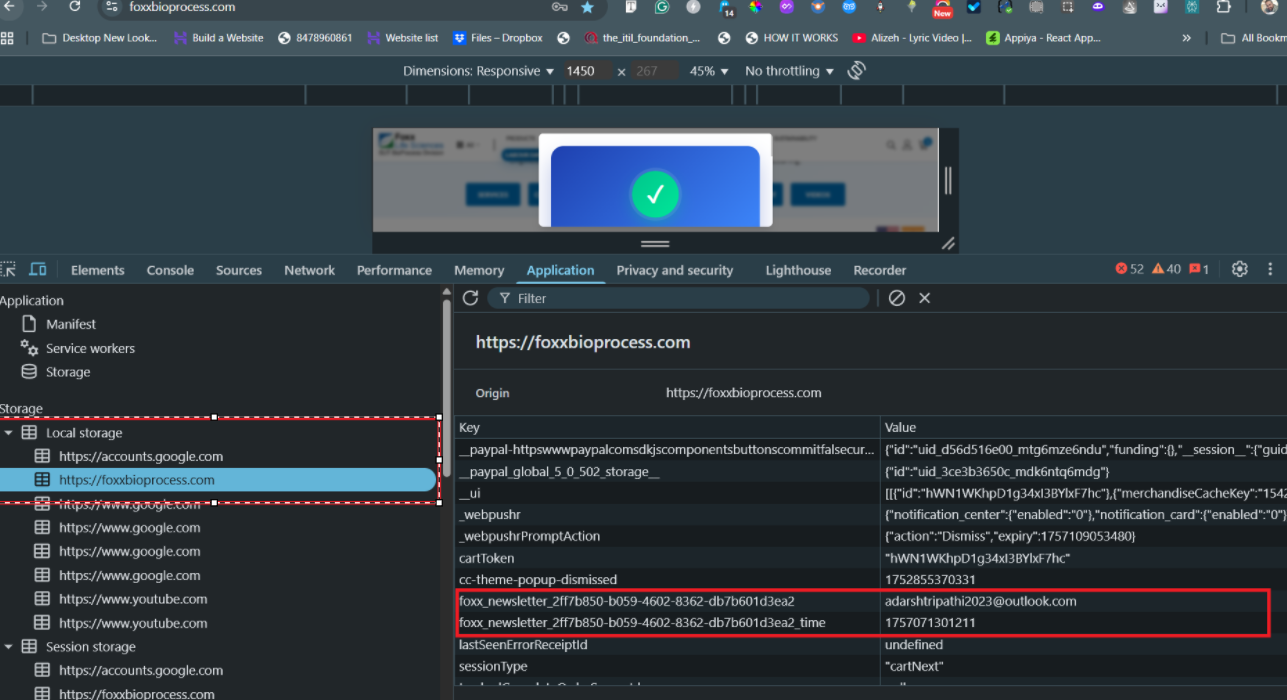 foxxbioprocess.com
14
New
Desktop New Look...
Build a Website
8478960861
Website list
Files – Dropbox
the_itil_foundation_...
HOW IT WORKS
Alizeh - Lyric Video |...
Appiya - React App...
»
All Bookm
Dimensions: Responsive
1450
x
267
45%
No throttling
Elements
Console
Sources
Network
Performance
Memory
Application
Privacy and security
Lighthouse
Recorder
52
40
1
Application
Manifest
Service workers
Storage
Storage
Local storage
https://accounts.google.com
https://foxxbioprocess.com
https://www.google.com
https://www.google.com
https://www.google.com
https://www.google.com
https://www.youtube.com
https://www.youtube.com
Session storage
https://accounts.google.com
https://foxxbioprocess.com
Filter
https://foxxbioprocess.com
Origin
https://foxxbioprocess.com
Key Value
__paypal-httpswwwpaypalcomsdkjscomponentsbuttonscommitfalsecur... {"id":"uid_d56d516e00_mtg6mze6ndu","funding":{},"__session__":{"guid
__paypal_global_5_0_502_storage__ {"id":"uid_3ce3b3650c_mdk6ntq6mdg"}
__ui [[{"id":"hWN1WKhpD1g34xI3BYlxF7hc"},{"merchandiseCacheKey":"1542
_webpushr {"notification_center":{"enabled":"0"},"notification_card":{"enabled":"0"}
_webpushrPromptAction {"action":"Dismiss","expiry":1757109053480}
cartToken "hWN1WKhpD1g34xI3BYlxF7hc"
cc-theme-popup-dismissed 1752855370331
foxx_newsletter_2ff7b850-b059-4602-8362-db7b601d3ea2 adarshtripathi2023@outlook.com
foxx_newsletter_2ff7b850-b059-4602-8362-db7b601d3ea2_time 1757071301211
lastSeenErrorReceiptId undefined
sessionType "cartNext"